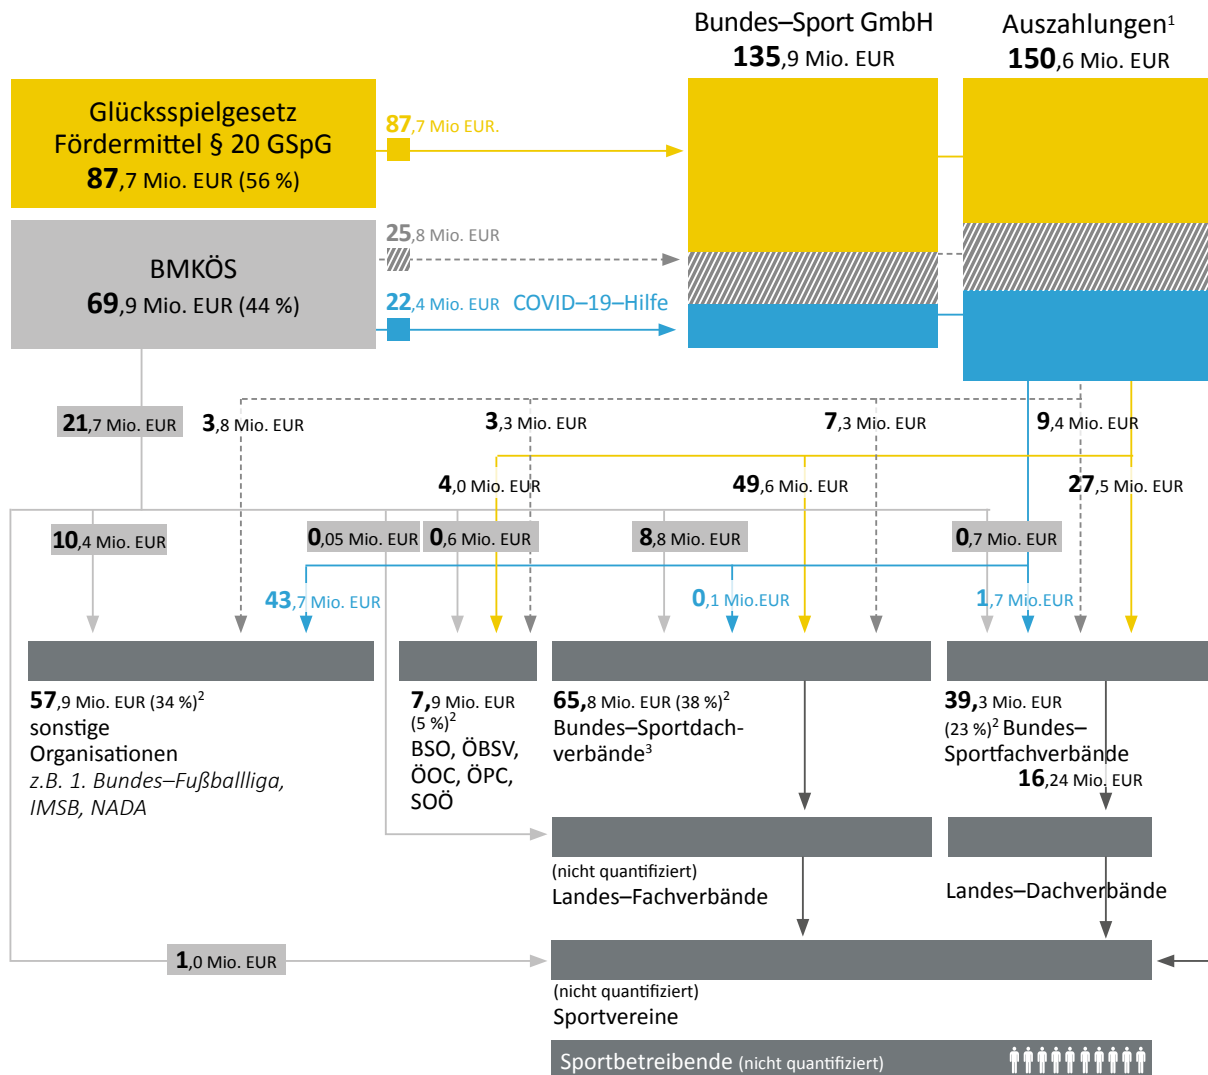 Bundes–Sport GmbH
135,9 Mio. EUR
Auszahlungen¹
150,6 Mio. EUR
Glücksspielgesetz
Fördermittel § 20 GSpG
87,7 Mio. EUR (56 %)
87,7 Mio EUR.
BMKÖS
69,9 Mio. EUR (44 %)
25,8 Mio. EUR
22,4 Mio. EUR COVID–19–Hilfe
21,7 Mio. EUR
3,8 Mio. EUR
3,3 Mio. EUR
7,3 Mio. EUR
9,4 Mio. EUR
4,0 Mio. EUR
49,6 Mio. EUR
27,5 Mio. EUR
10,4 Mio. EUR
0,05 Mio. EUR
0,6 Mio. EUR
8,8 Mio. EUR
0,7 Mio. EUR
43,7 Mio. EUR
0,1 Mio.EUR
1,7 Mio.EUR
57,9 Mio. EUR (34 %)²
sonstige
Organisationen
z.B. 1. Bundes–Fußballliga,
IMSB, NADA
7,9 Mio. EUR
(5 %)²
BSO, ÖBSV,
ÖOC, ÖPC,
SOÖ
65,8 Mio. EUR (38 %)²
Bundes–Sportdach-
verbände³
39,3 Mio. EUR
(23 %)² Bundes–
Sportfachverbände
16,24 Mio. EUR
(nicht quantifiziert)
Landes–Fachverbände
Landes–Dachverbände
1,0 Mio. EUR
(nicht quantifiziert)
Sportvereine
Sportbetreibende (nicht quantifiziert)